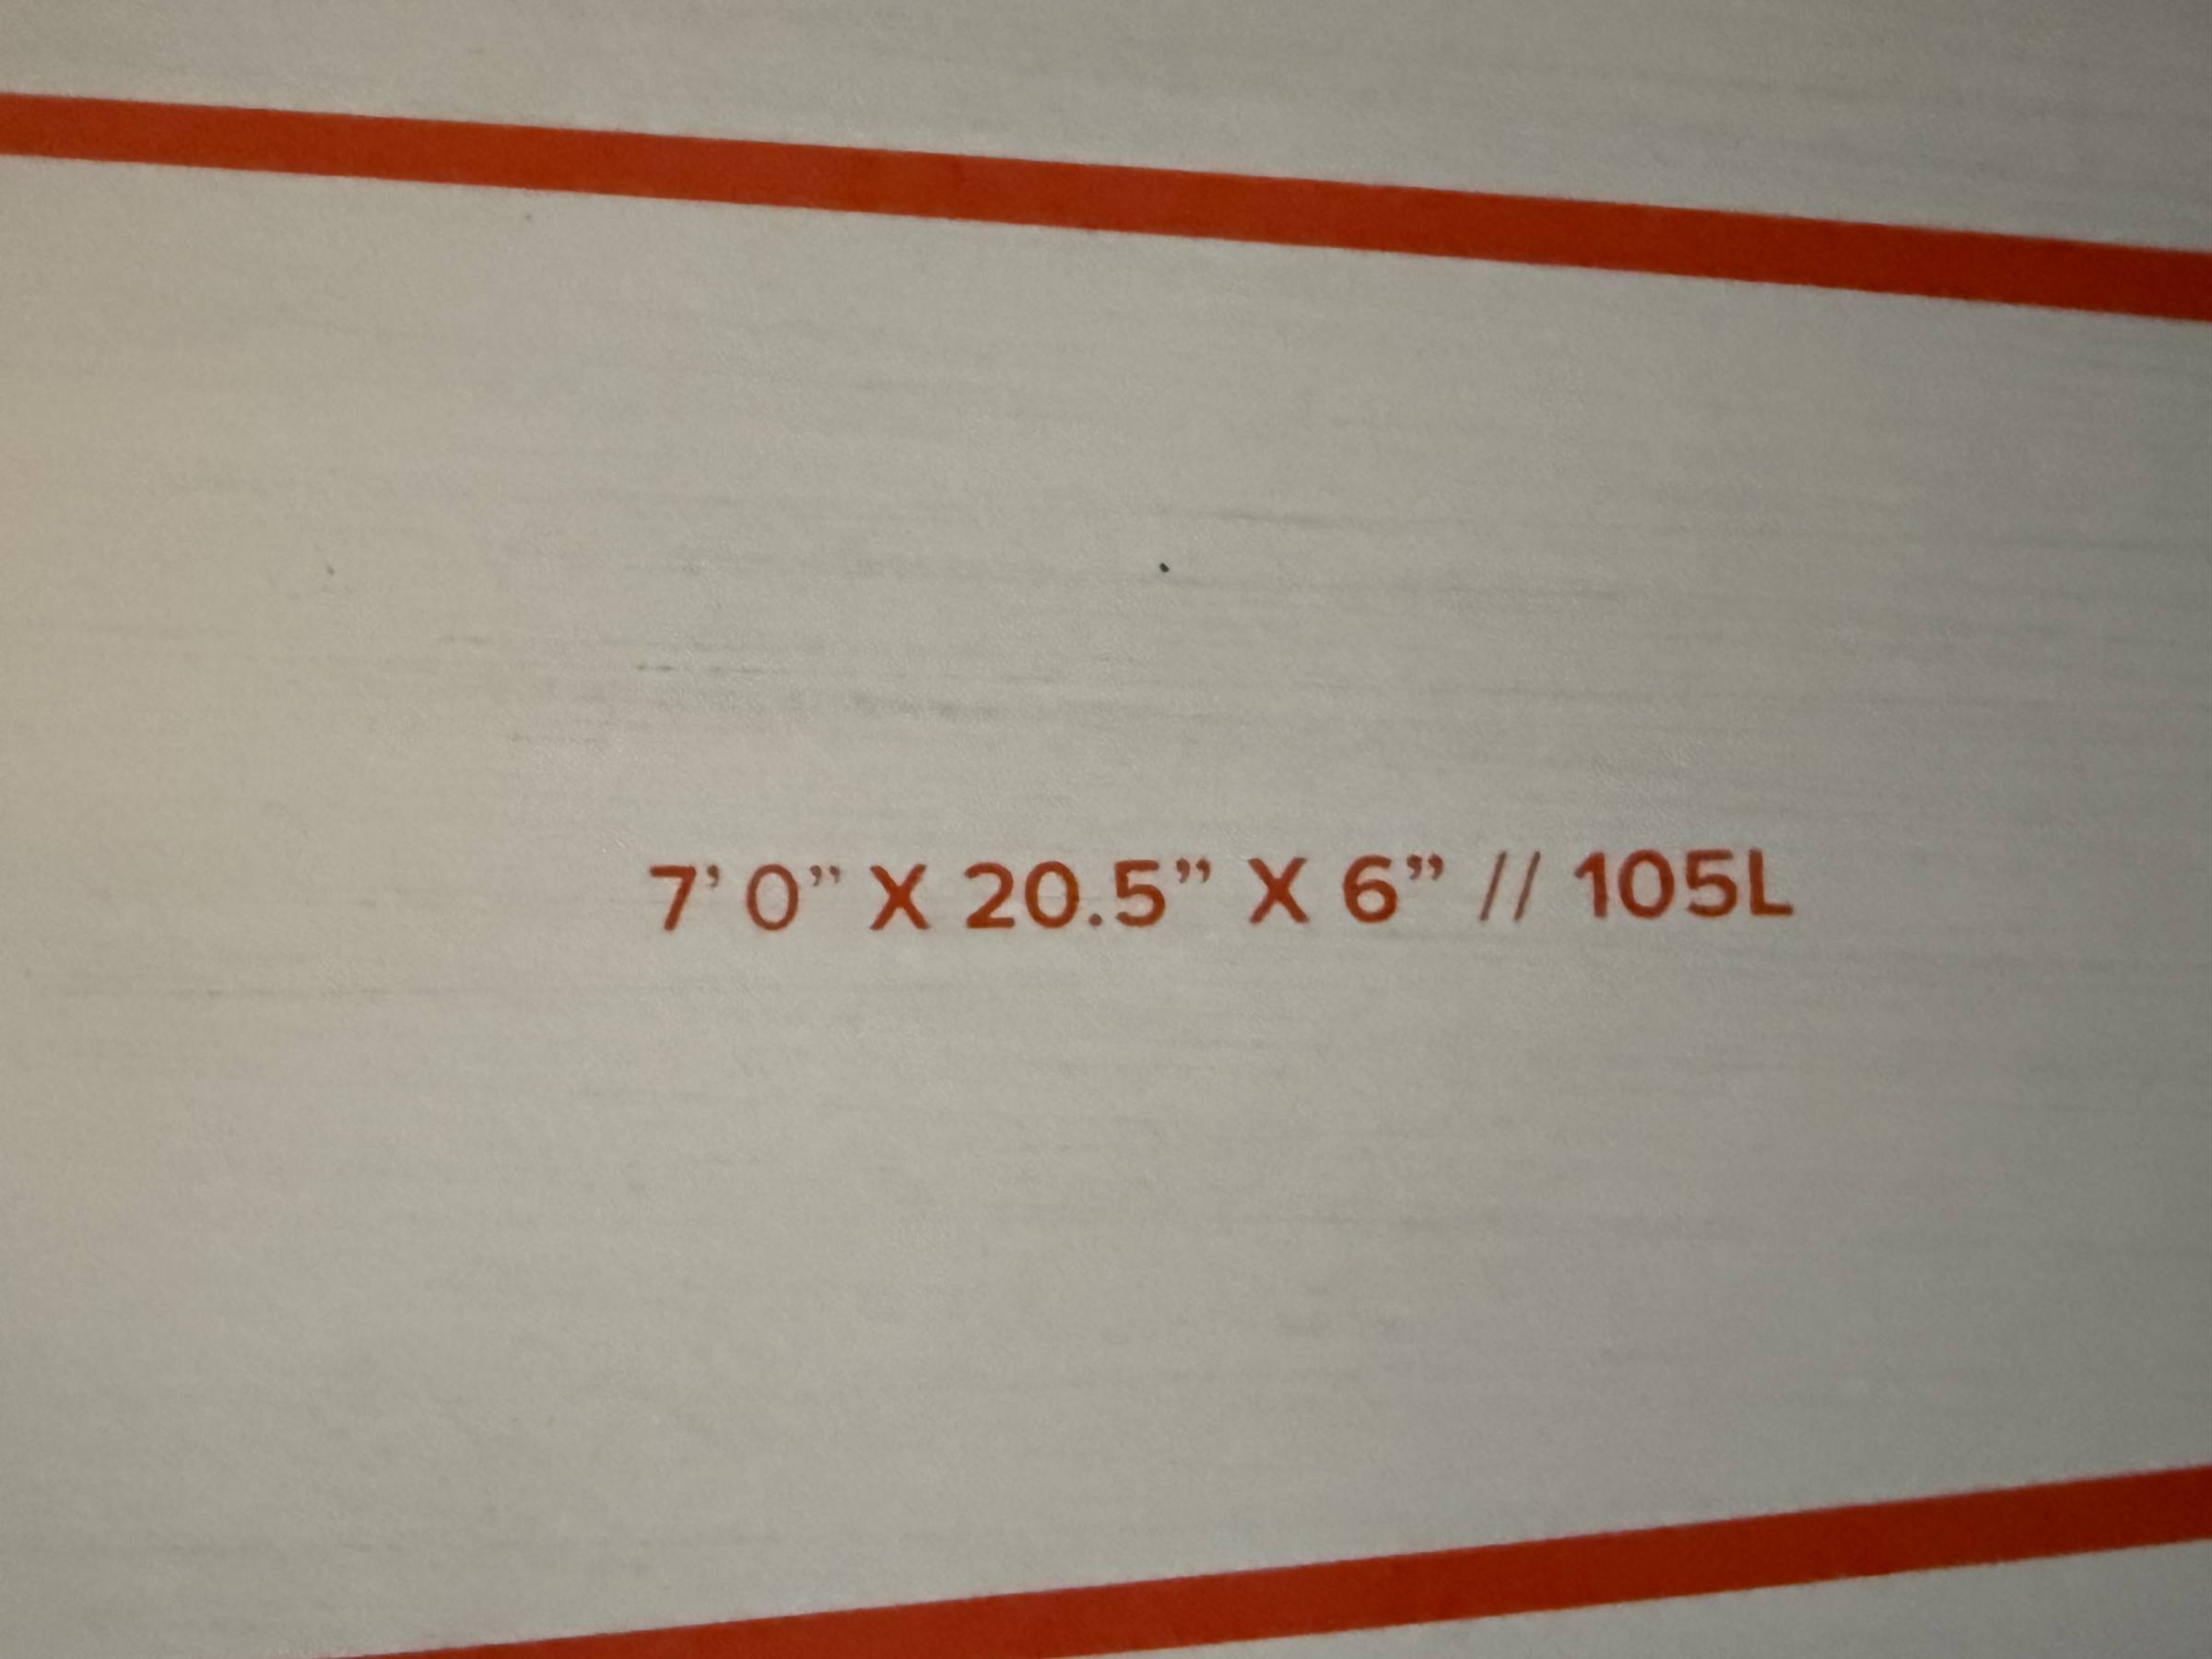 7’ 0” X 20.5” X 6” // 105L